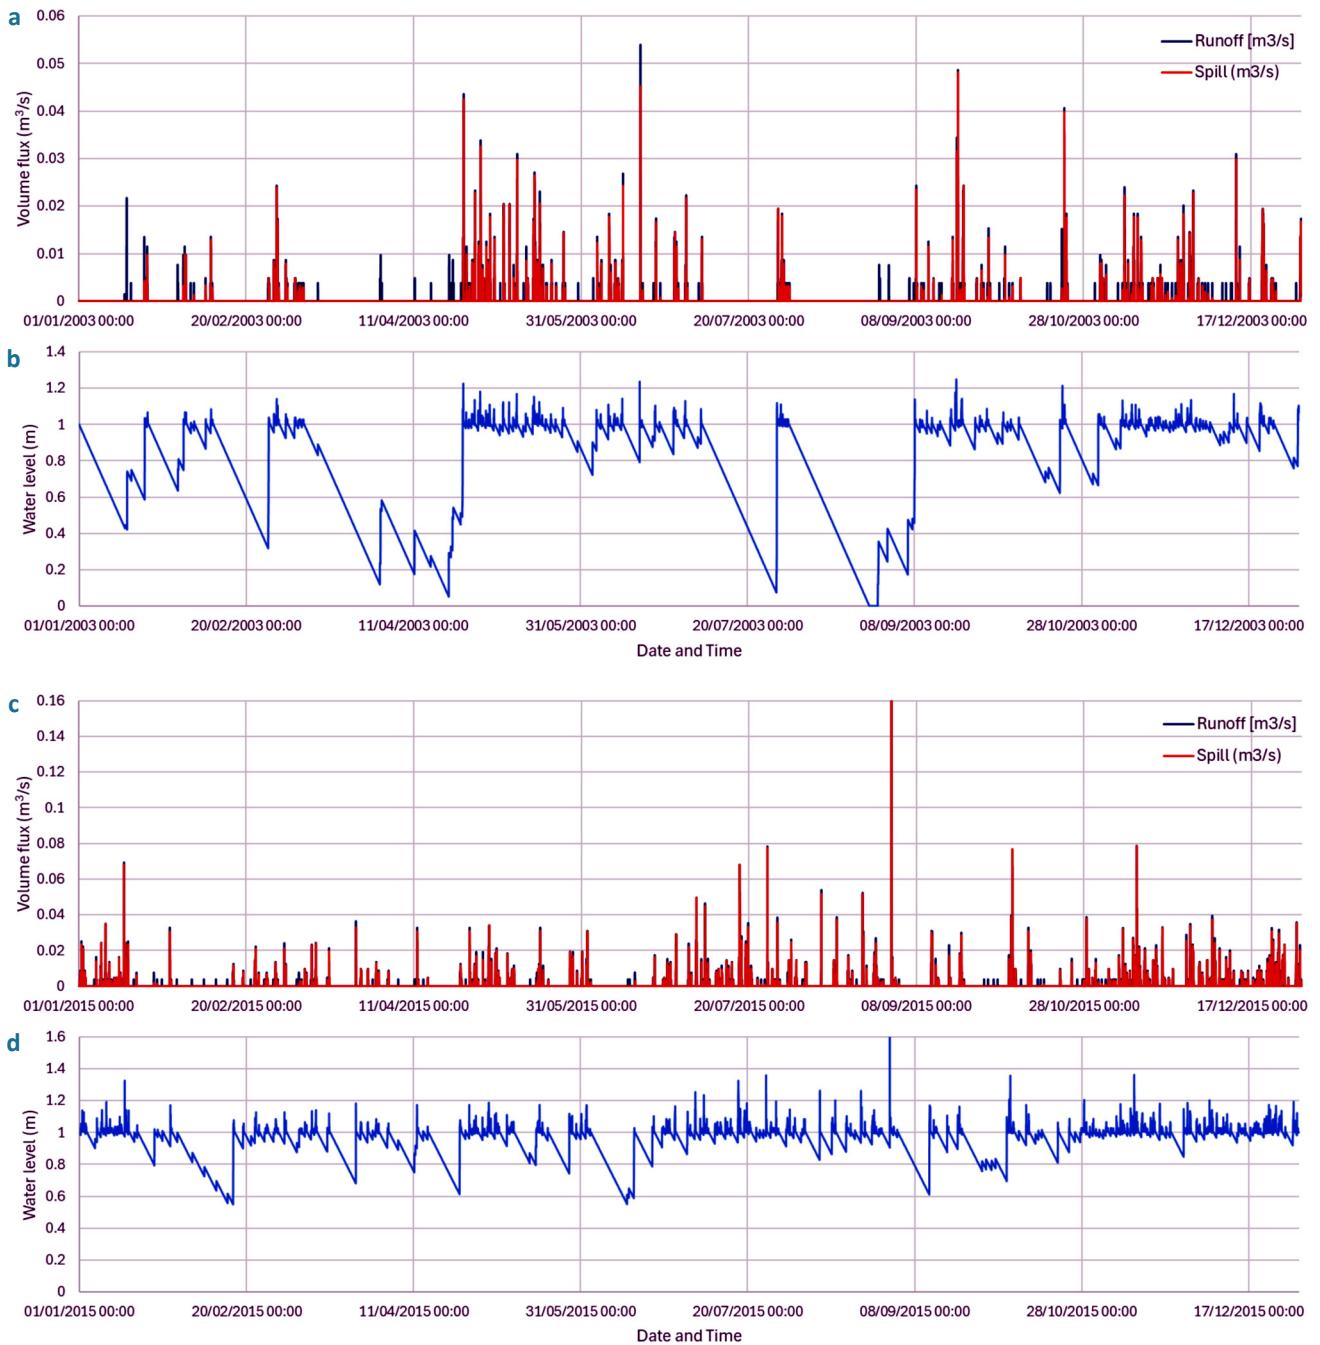 a
0.06
0.05
0.04
0.03
0.02
0.01
0
Volume flux (m³/s)
Runoff [m3/s]
Spill (m3/s)
01/01/2003 00:00 20/02/2003 00:00 11/04/2003 00:00 31/05/2003 00:00 20/07/2003 00:00 08/09/2003 00:00 28/10/2003 00:00 17/12/2003 00:00
b
1.4
1.2
1
0.8
0.6
0.4
0.2
0
Water level (m)
01/01/2003 00:00 20/02/2003 00:00 11/04/2003 00:00 31/05/2003 00:00 20/07/2003 00:00 08/09/2003 00:00 28/10/2003 00:00 17/12/2003 00:00
Date and Time
c
0.16
0.14
0.12
0.1
0.08
0.06
0.04
0.02
0
Volume flux (m³/s)
Runoff [m3/s]
Spill (m3/s)
01/01/2015 00:00 20/02/2015 00:00 11/04/2015 00:00 31/05/2015 00:00 20/07/2015 00:00 08/09/2015 00:00 28/10/2015 00:00 17/12/2015 00:00
d
1.6
1.4
1.2
1
0.8
0.6
0.4
0.2
0
Water level (m)
01/01/2015 00:00 20/02/2015 00:00 11/04/2015 00:00 31/05/2015 00:00 20/07/2015 00:00 08/09/2015 00:00 28/10/2015 00:00 17/12/2015 00:00
Date and Time